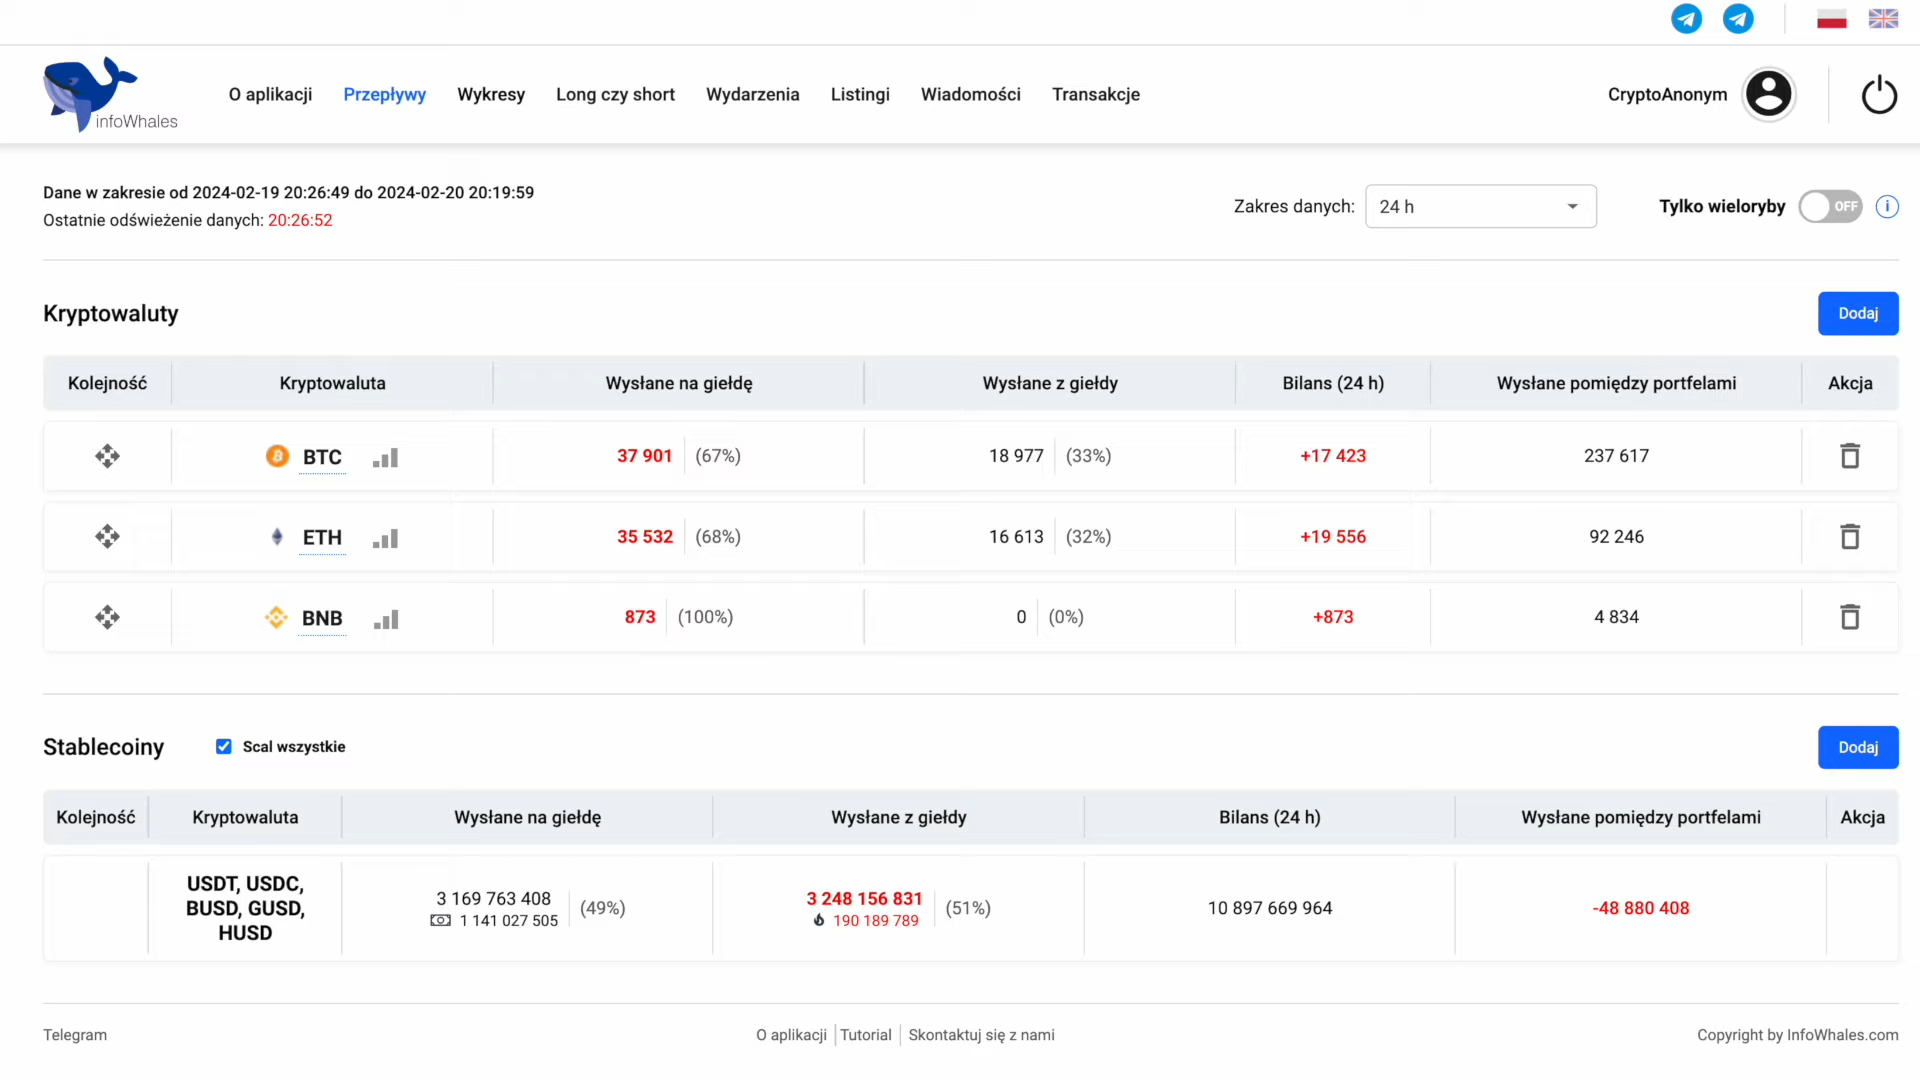 infoWhales
O aplikacji Przepływy Wykresy Long czy short Wydarzenia Listingi Wiadomości Transakcje CryptoAnonym
Dane w zakresie od 2024-02-19 20:26:49 do 2024-02-20 20:19:59
Ostatnie odświeżenie danych: 20:26:52
Zakres danych: 24 h Tylko wieloryby OFF i
Kryptowaluty Dodaj
Kolejność Kryptowaluta Wysłane na giełdę Wysłane z giełdy Bilans (24 h) Wysłane pomiędzy portfelami Akcja
BTC 37 901 (67%) 18 977 (33%) +17 423 237 617
ETH 35 532 (68%) 16 613 (32%) +19 556 92 246
BNB 873 (100%) 0 (0%) +873 4 834
Stablecoiny Scal wszystkie Dodaj
Kolejność Kryptowaluta Wysłane na giełdę Wysłane z giełdy Bilans (24 h) Wysłane pomiędzy portfelami Akcja
USDT, USDC,
BUSD, GUSD,
HUSD
3 169 763 408
1 141 027 505
(49%)
3 248 156 831
190 189 789
(51%)
10 897 669 964
-48 880 408
Telegram O aplikacji Tutorial Skontaktuj się z nami Copyright by InfoWhales.com